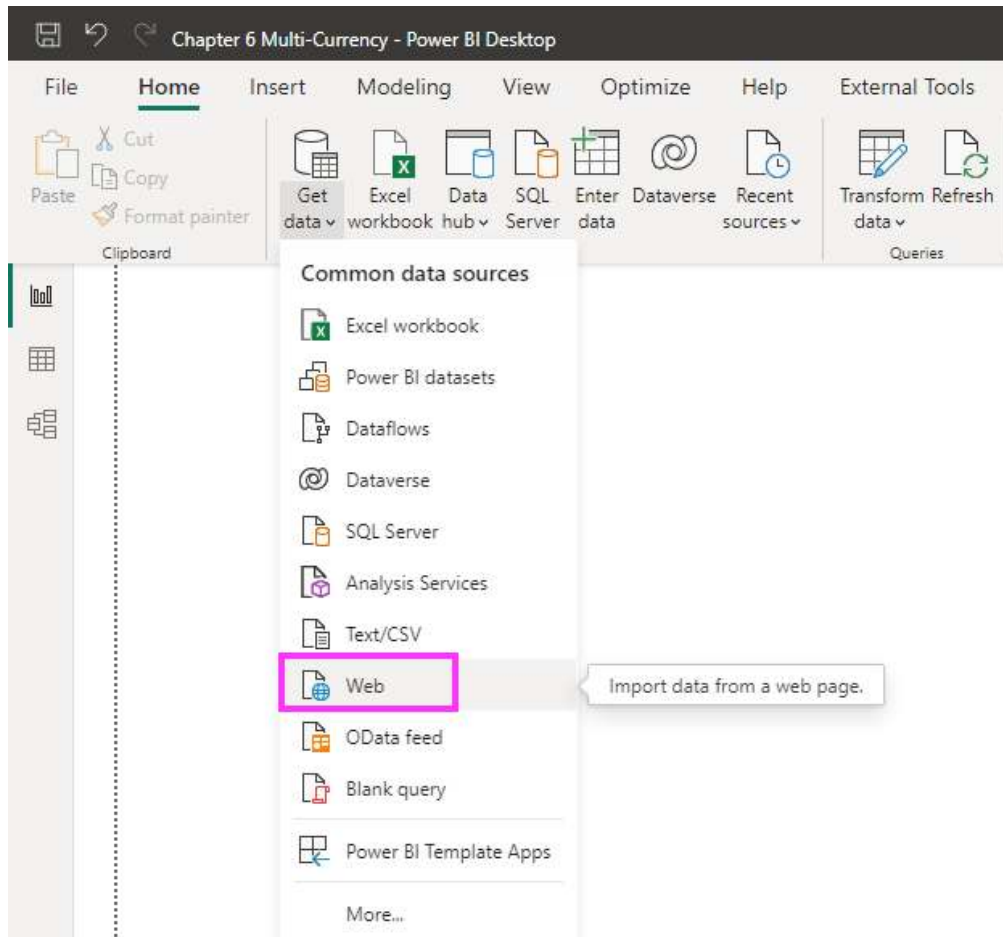 Chapter 6 Multi-Currency - Power BI Desktop
File Home Insert Modeling View Optimize Help External Tools
Paste
Cut
Copy
Format painter
Clipboard
Get data
Excel workbook
Data hub
SQL Server
Enter data
Dataverse
Recent sources
Transform data
Refresh
Queries
Common data sources
Excel workbook
Power BI datasets
Dataflows
Dataverse
SQL Server
Analysis Services
Text/CSV
Web
Import data from a web page.
OData feed
Blank query
Power BI Template Apps
More...